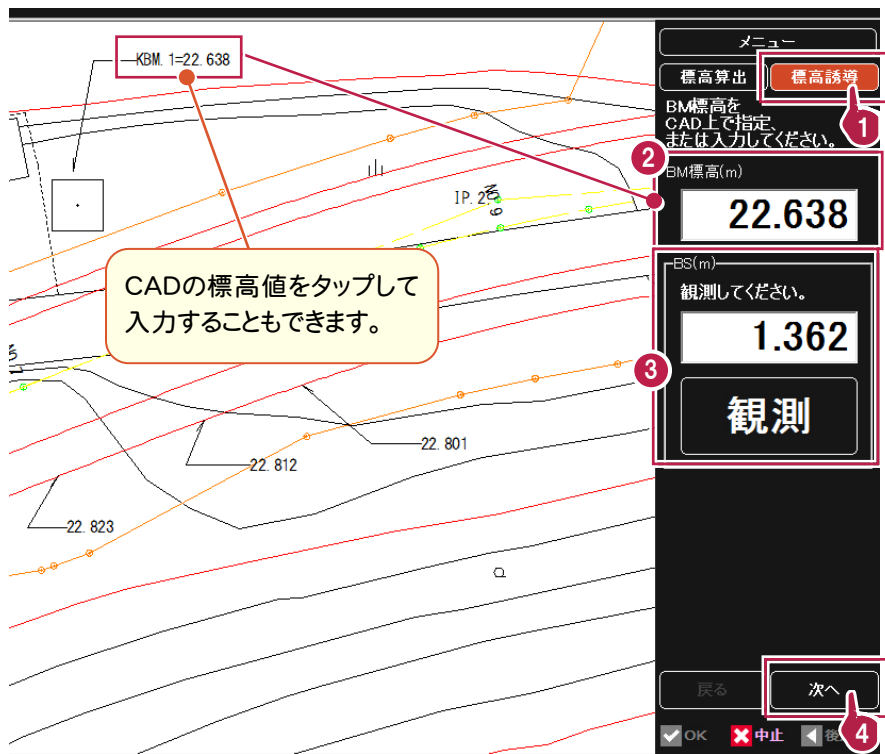 KBM. 1=22. 638
メニュー
標高算出
標高誘導
1
BM標高を
CAD上で指定、
または入力してください。
2
BM標高(m)
22.638
IP. 2
NO. 9
CADの標高値をタップして
入力することもできます。
BS(m)
観測してください。
1.362
3
観測
22. 801
22. 812
22. 823
戻る
次へ
4
OK
中止
後